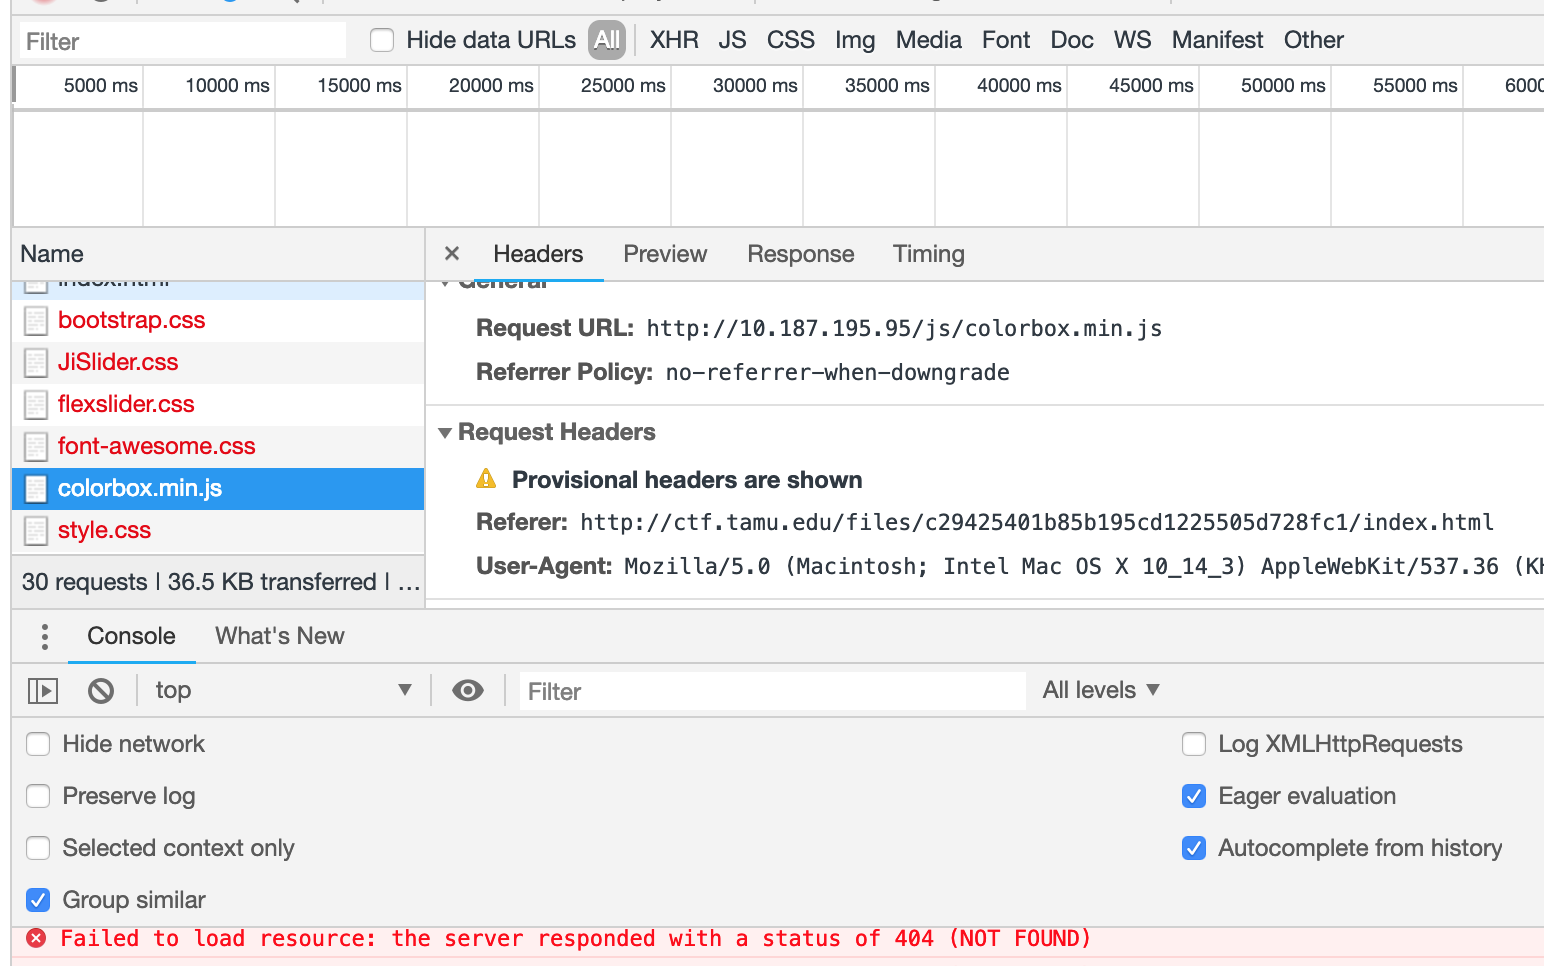 Filter Hide data URLs All XHR JS CSS Img Media Font Doc WS Manifest Other
5000 ms 10000 ms 15000 ms 20000 ms 25000 ms 30000 ms 35000 ms 40000 ms 45000 ms 50000 ms 55000 ms
Name
index.html
bootstrap.css
JiSlider.css
flexslider.css
font-awesome.css
colorbox.min.js
style.css
30 requests | 36.5 KB transferred | ...
Headers Preview Response Timing
General
Request URL: http://10.187.195.95/js/colorbox.min.js
Referrer Policy: no-referrer-when-downgrade
Request Headers
Provisional headers are shown
Referer: http://ctf.tamu.edu/files/c29425401b85b195cd1225505d728fc1/index.html
User-Agent: Mozilla/5.0 (Macintosh; Intel Mac OS X 10_14_3) AppleWebKit/537.36
Console What's New
top Filter All levels
Hide network
Log XMLHttpRequests
Preserve log
Eager evaluation
Selected context only
Autocomplete from history
Group similar
Failed to load resource: the server responded with a status of 404 (NOT FOUND)